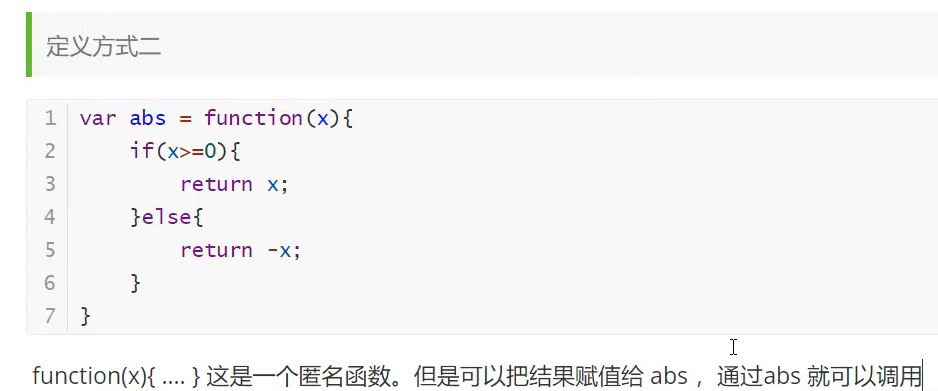 定义方式二
1 var abs = function(x){
2     if(x>=0){
3         return x;
4     }else{
5         return -x;
6     }
7 }
function(x){ .... } 这是一个匿名函数。但是可以把结果赋值给 abs ，通过abs 就可以调用